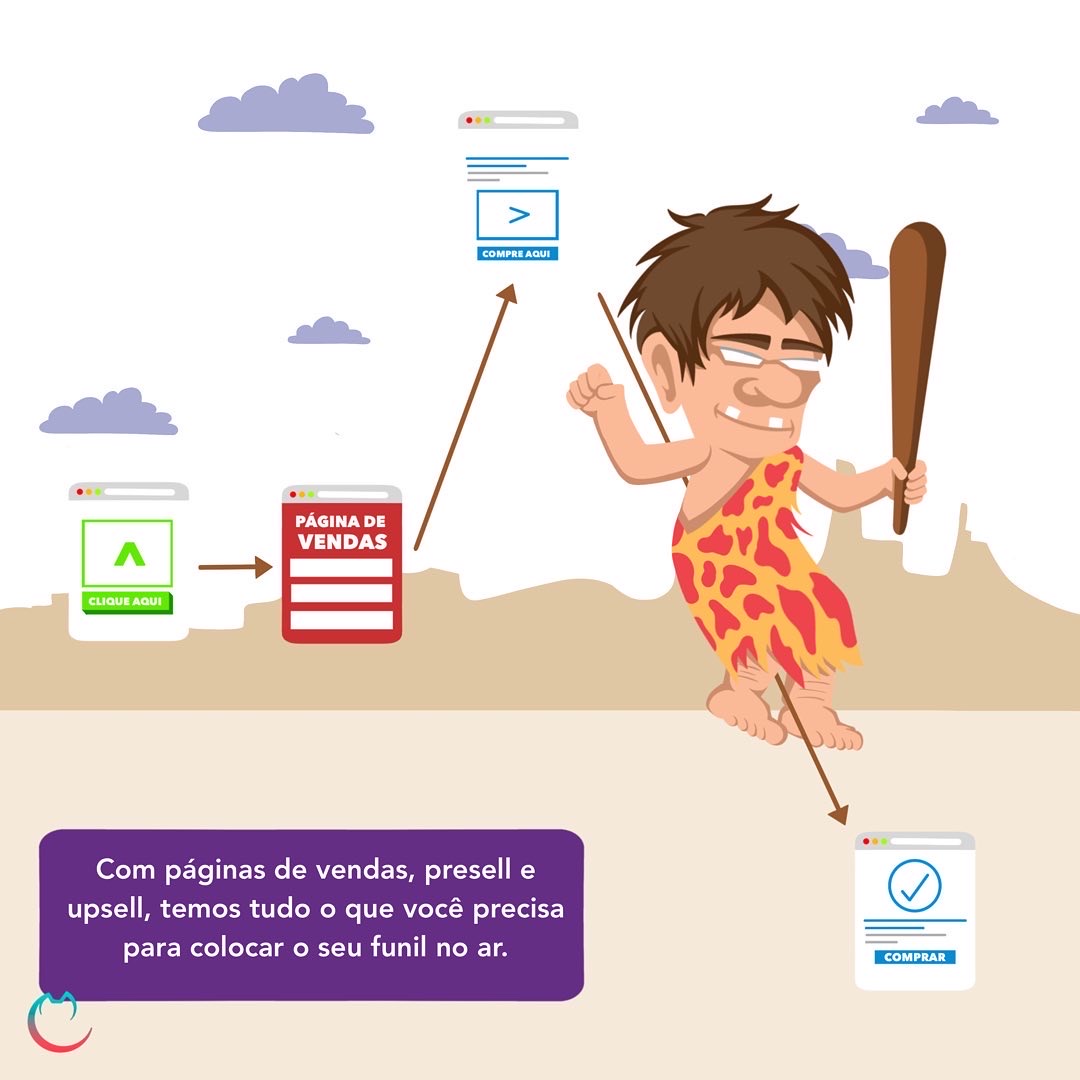 COMPRE AQUI
CLIQUE AQUI
PÁGINA DE
VENDAS
Com páginas de vendas, presell e
upsell, temos tudo o que você precisa
para colocar o seu funil no ar.
COMPRAR